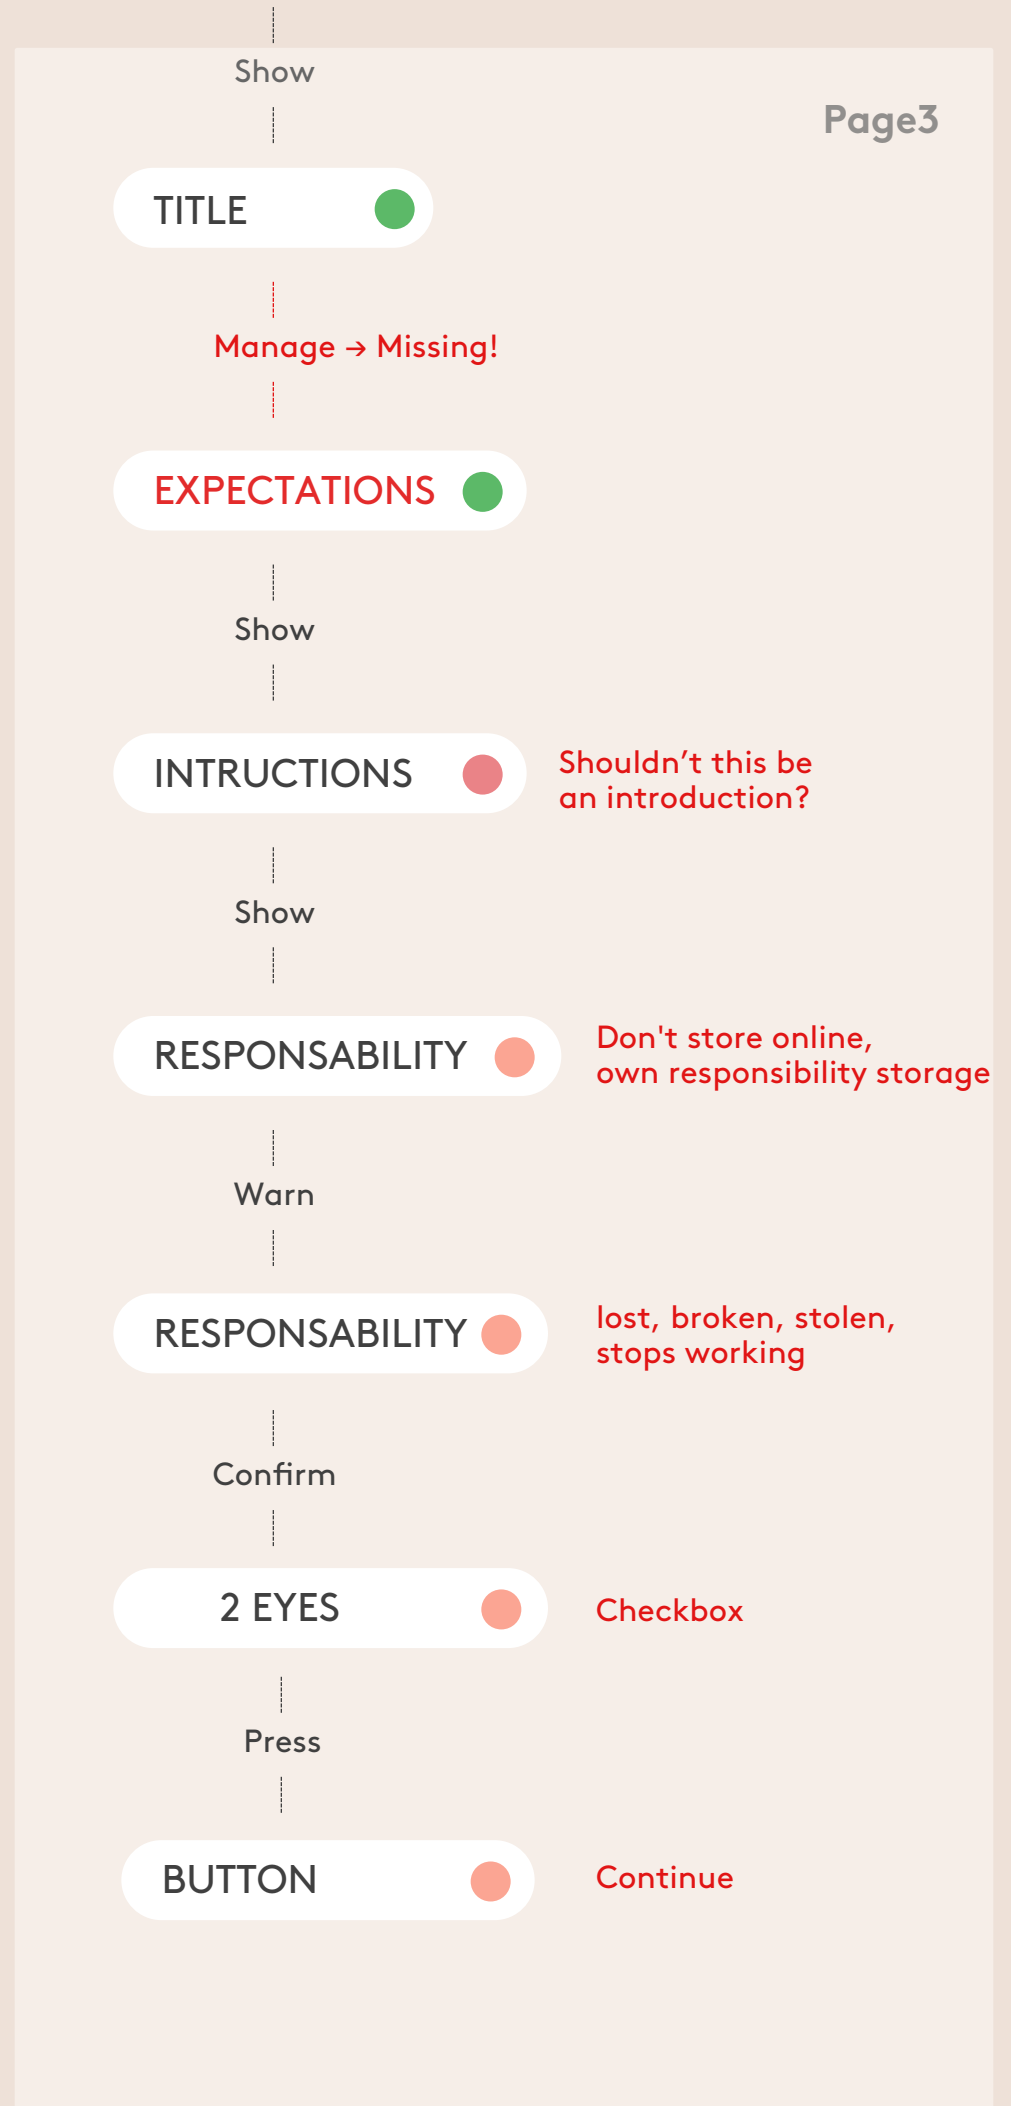 Show
Page3
TITLE
Manage → Missing!
EXPECTATIONS
Show
INTRUCTIONS
Shouldn’t this be
an introduction?
Show
RESPONSABILITY
Don't store online,
own responsibility storage
Warn
RESPONSABILITY
lost, broken, stolen,
stops working
Confirm
2 EYES
Checkbox
Press
BUTTON
Continue